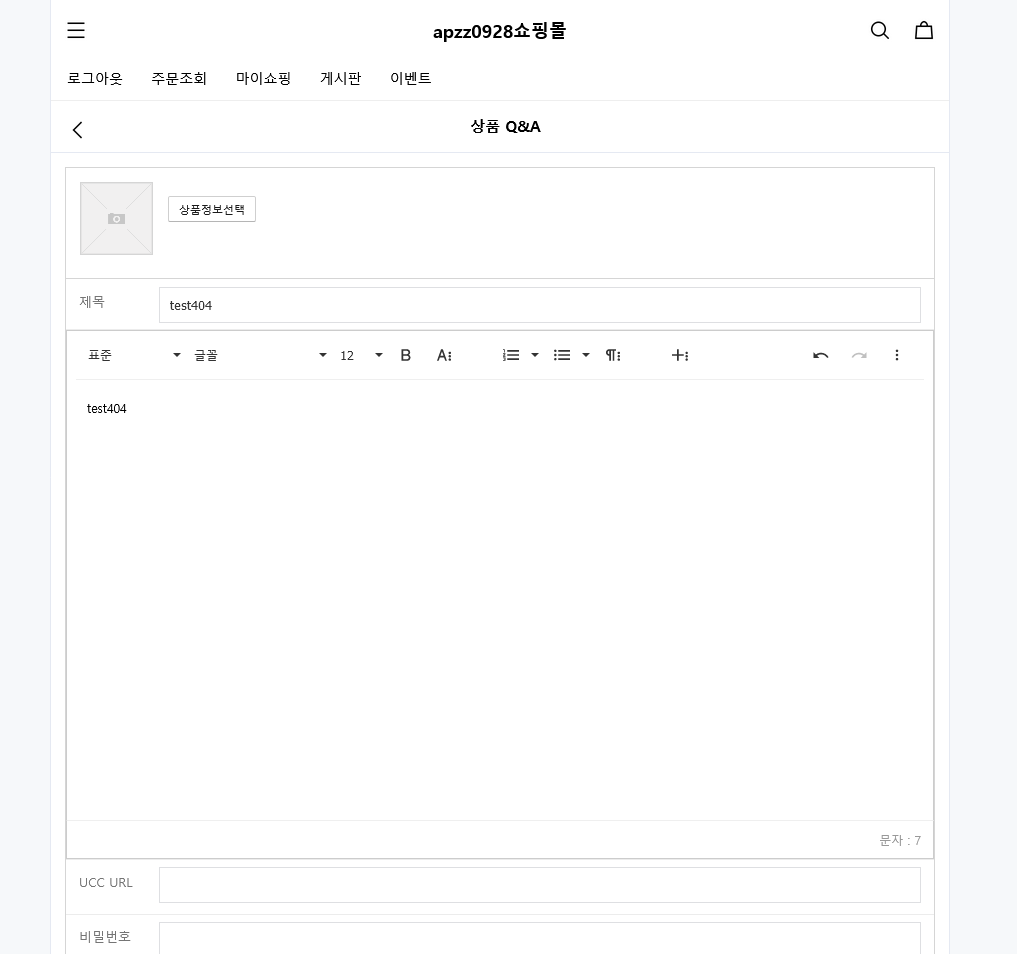 apzz0928쇼핑몰
로그아웃 주문조회 마이쇼핑 게시판 이벤트
상품 Q&A
상품정보선택
제목 test404
표준 글꼴 12 B A
test404
문자 : 7
UCC URL
비밀번호